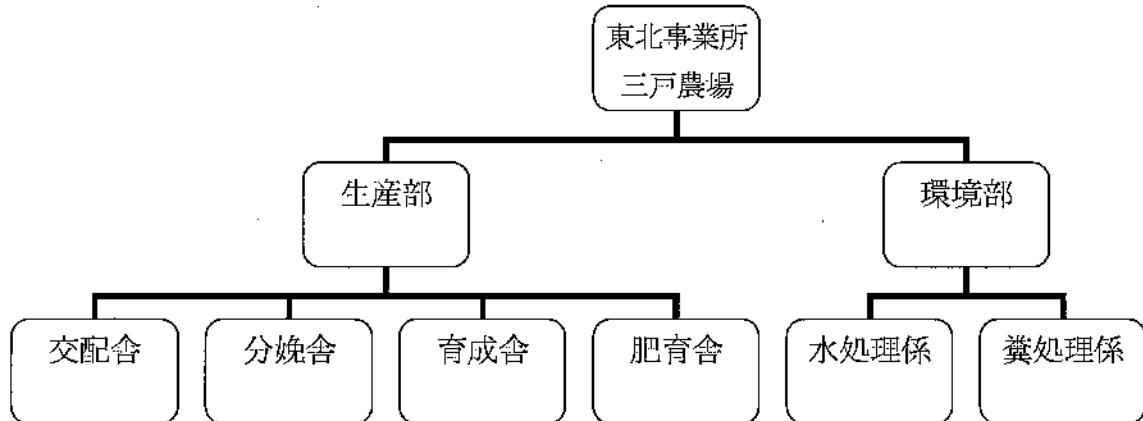 東北事業所
三戸農場
生産部
環境部
交配舎
分娩舎
育成舎
肥育舎
水処理係
糞処理係